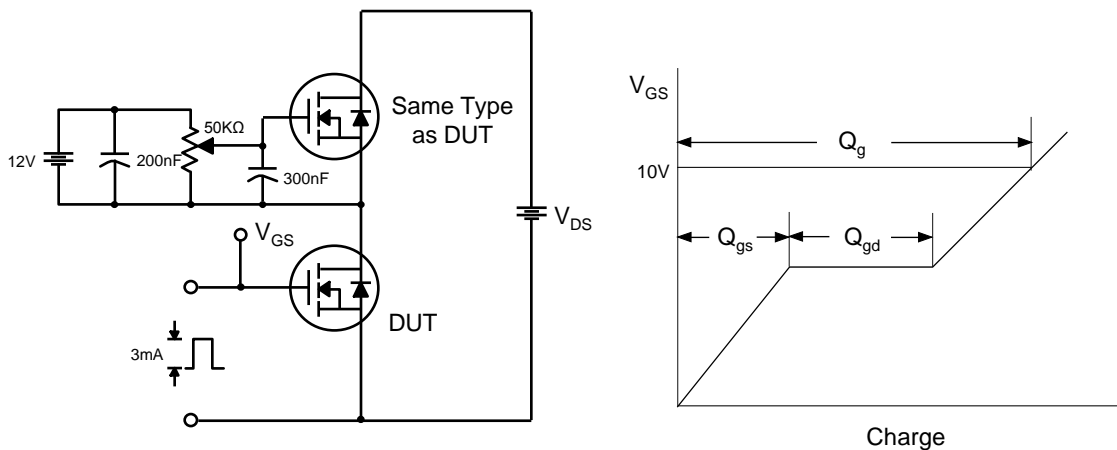 12V
200nF
50KΩ
300nF
Same Type
as DUT
V_DS
V_GS
DUT
3mA
V_GS
10V
Q_g
Q_gs
Q_gd
Charge